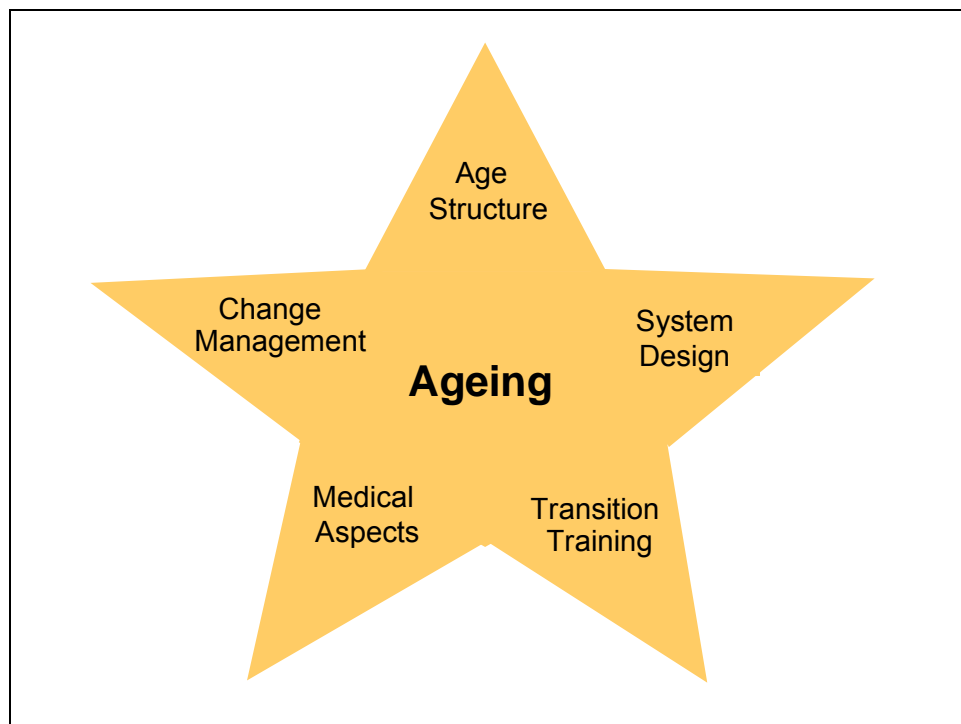 Age
Structure
Change
Management
System
Design
Ageing
Medical
Aspects
Transition
Training